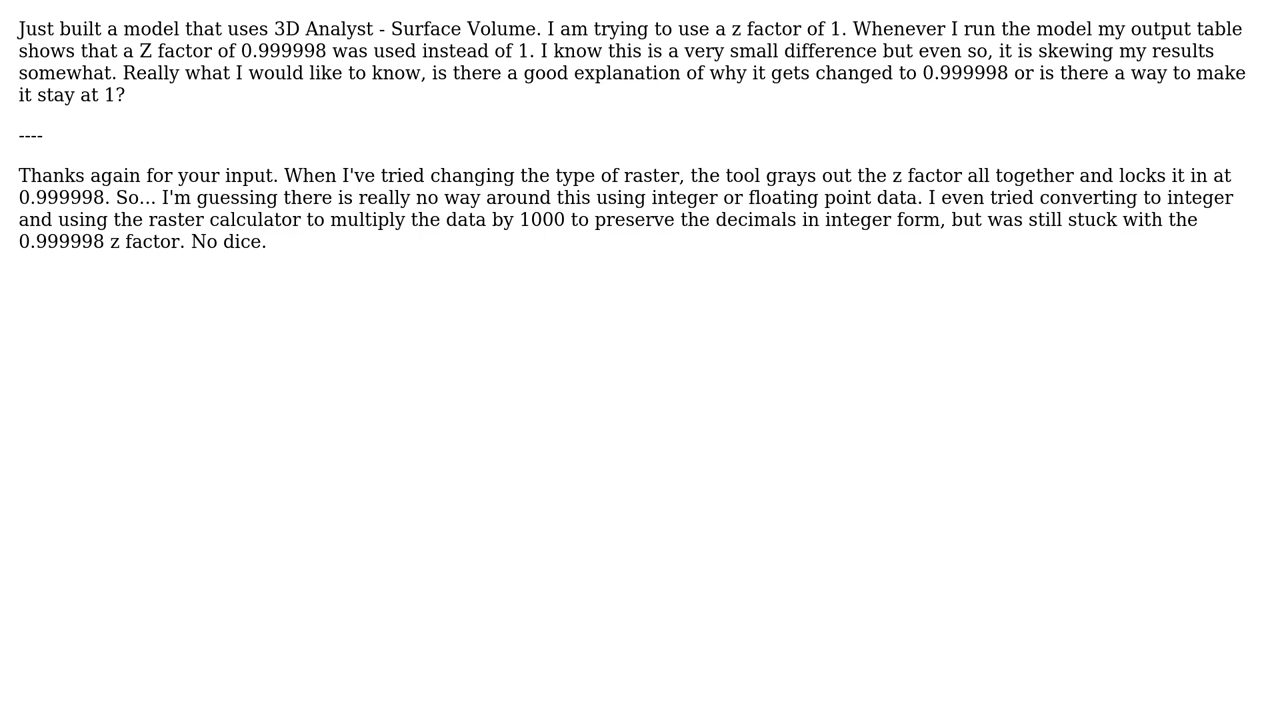 Just built a model that uses 3D Analyst - Surface Volume. I am trying to use a z factor of 1. Whenever I run the model my output table
shows that a Z factor of 0.999998 was used instead of 1. I know this is a very small difference but even so, it is skewing my results
somewhat. Really what I would like to know, is there a good explanation of why it gets changed to 0.999998 or is there a way to make
it stay at 1?
----
Thanks again for your input. When I've tried changing the type of raster, the tool grays out the z factor all together and locks it in at
0.999998. So... I'm guessing there is really no way around this using integer or floating point data. I even tried converting to integer
and using the raster calculator to multiply the data by 1000 to preserve the decimals in integer form, but was still stuck with the
0.999998 z factor. No dice.